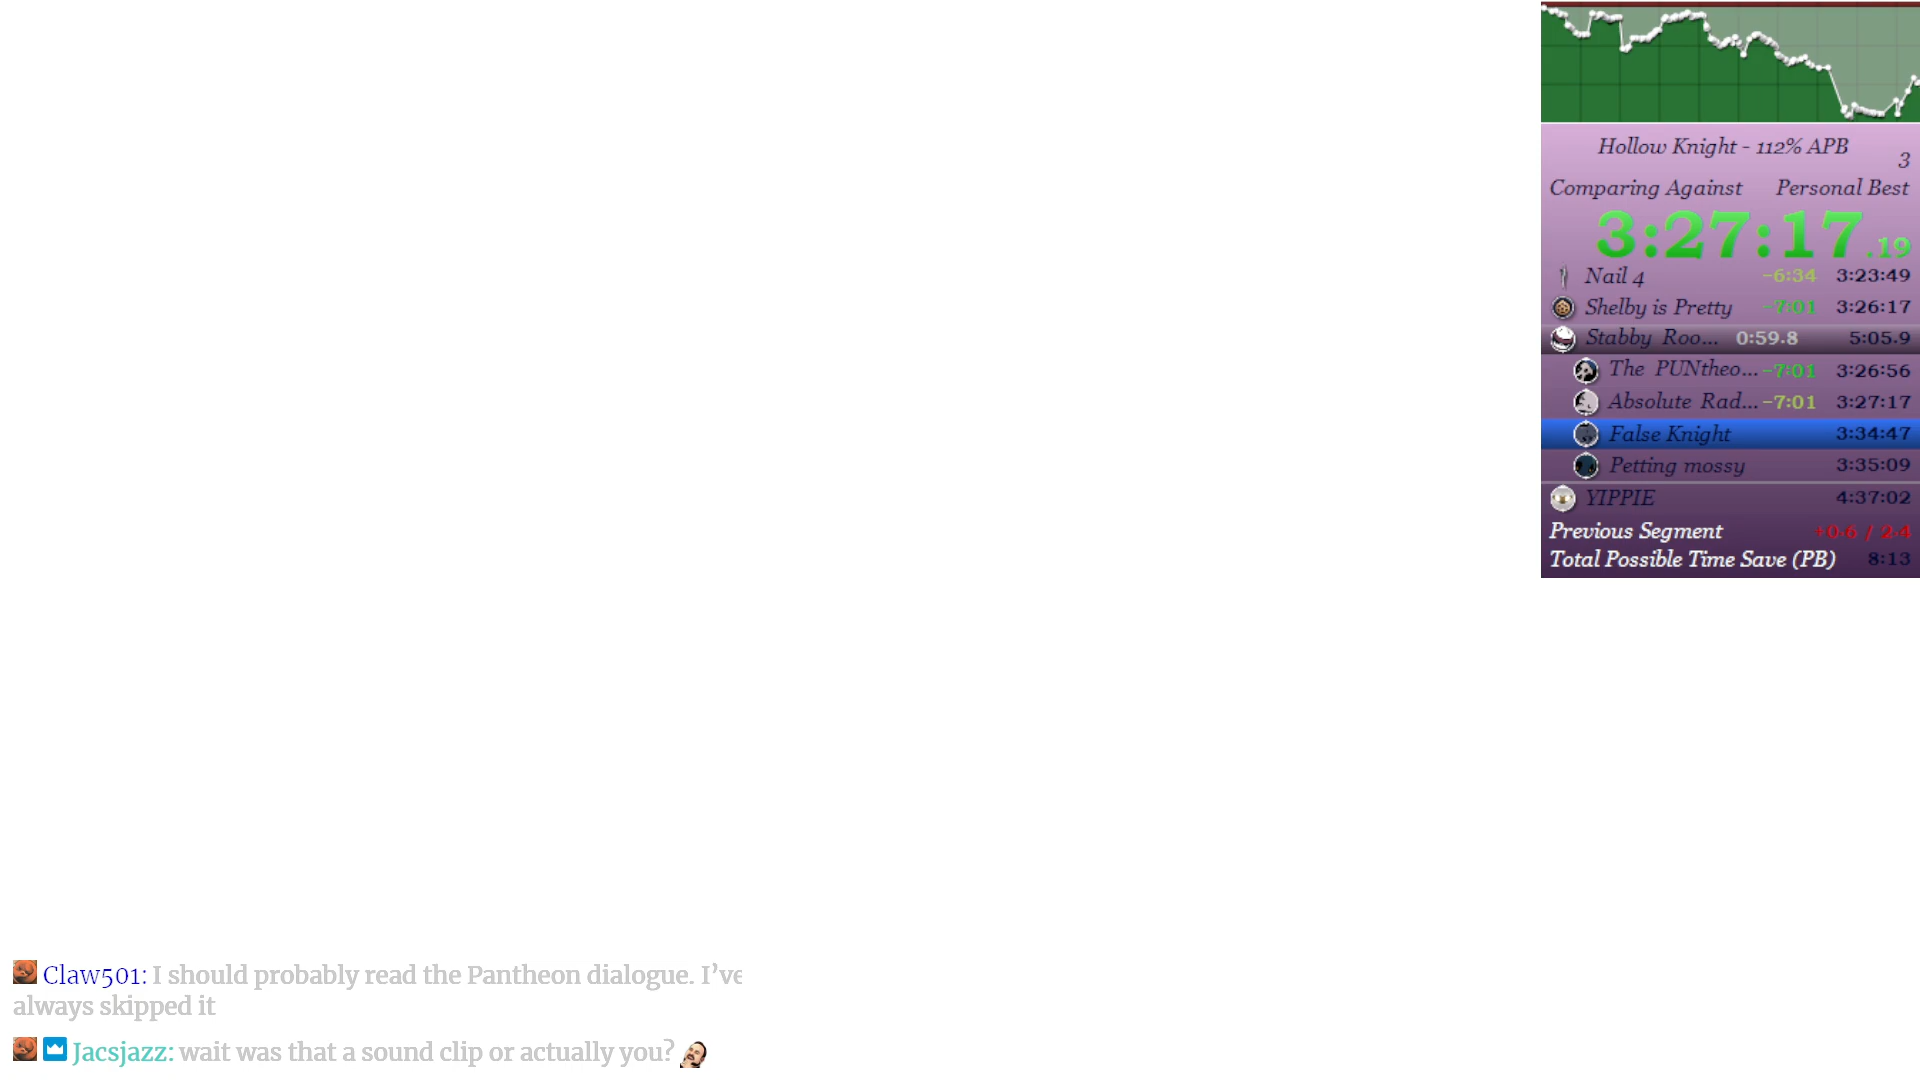 Hollow Knight - 112% APB
3
Comparing Against Personal Best
3:27:17.19
Nail 4 -6:34 3:23:49
Shelby is Pretty -7:01 3:26:17
Stabby Roo... 0:59.8 5:05.9
The PUNtheo... -7:01 3:26:56
Absolute Rad... -7:01 3:27:17
False Knight 3:34:47
Petting mossy 3:35:09
YIPPIE 4:37:02
Previous Segment +0.6 / 2.4
Total Possible Time Save (PB) 8:13
Claw501: I should probably read the Pantheon dialogue. I've
always skipped it
Jacsjazz: wait was that a sound clip or actually you?